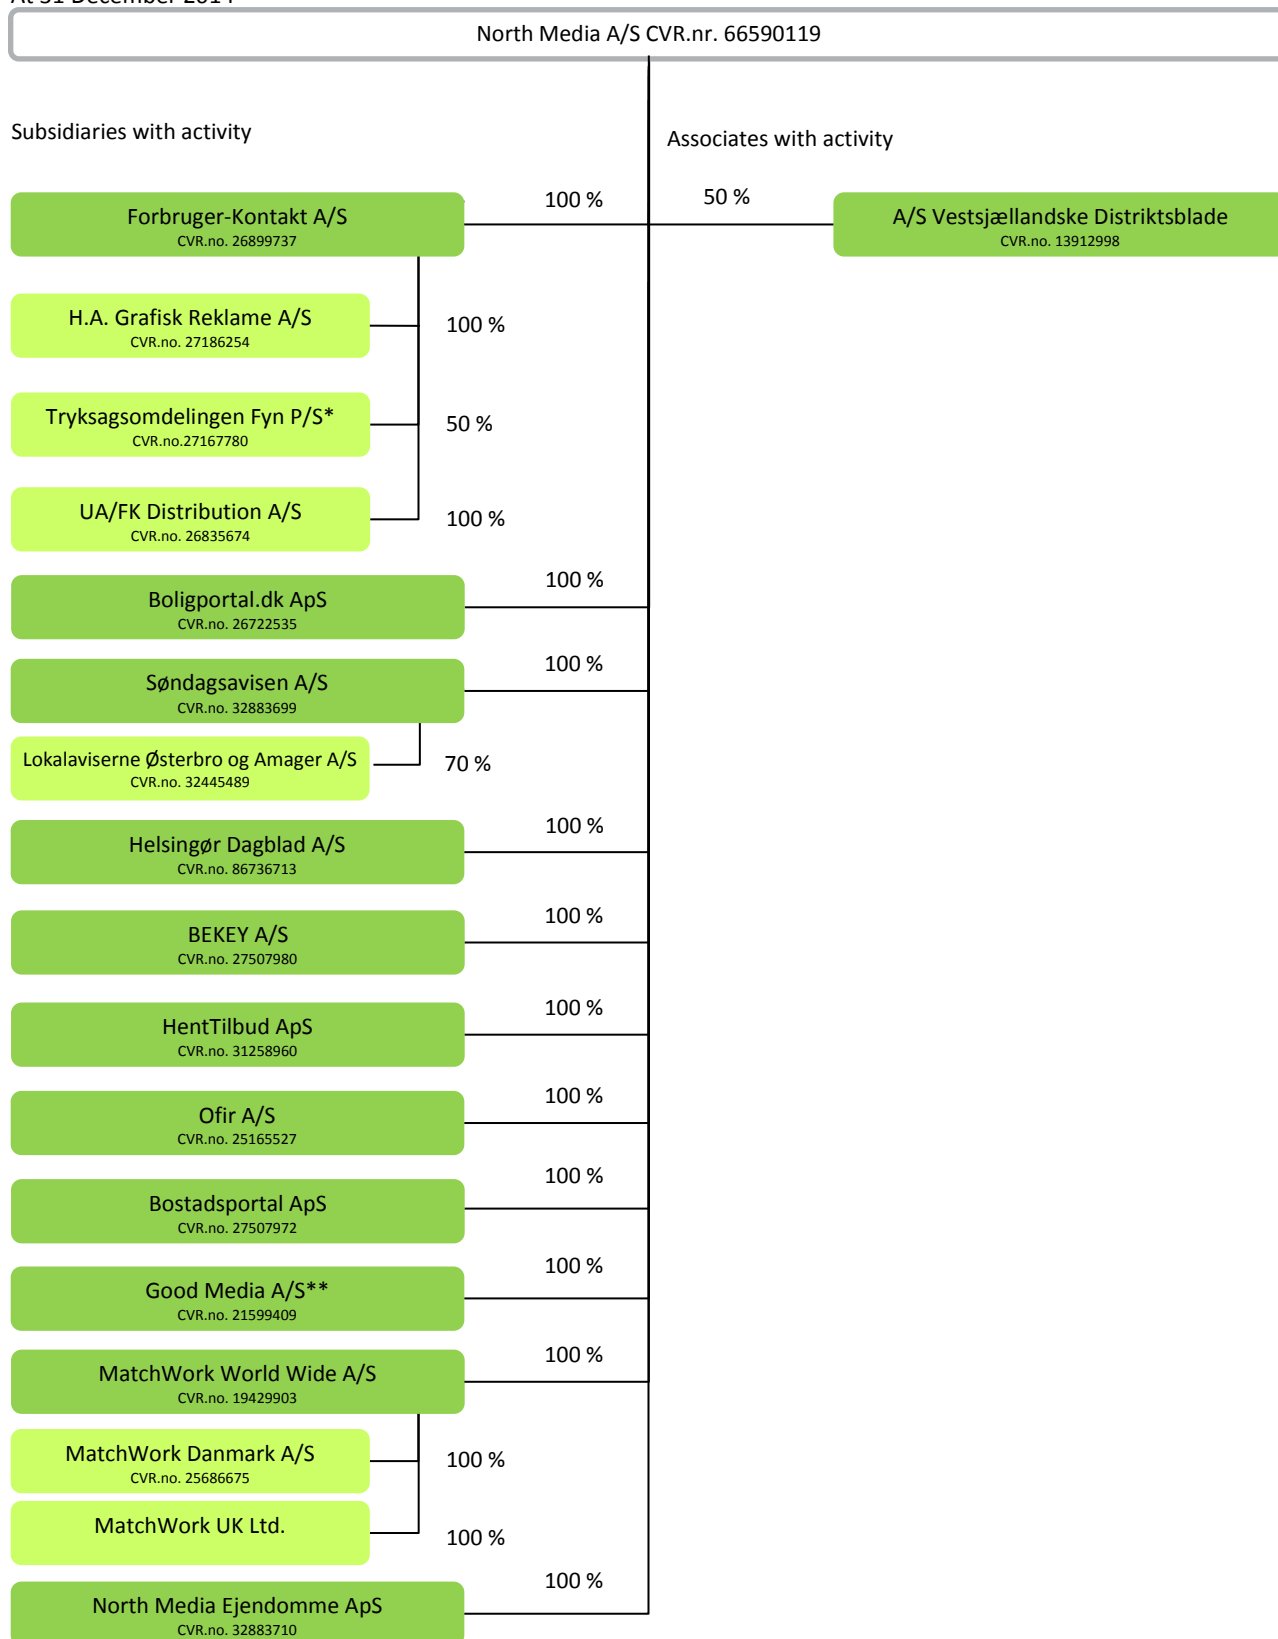 At 31 December 2014
North Media A/S CVR.nr. 66590119
Subsidiaries with activity
Associates with activity
100 %
50 %
Forbruger-Kontakt A/S
CVR.no. 26899737
A/S Vestsjællandske Distriktsblade
CVR.no. 13912998
H.A. Grafisk Reklame A/S
CVR.no. 27186254
100 %
Tryksagsomdelingen Fyn P/S*
CVR.no.27167780
50 %
UA/FK Distribution A/S
CVR.no. 26835674
100 %
100 %
Boligportal.dk ApS
CVR.no. 26722535
100 %
Søndagsavisen A/S
CVR.no. 32883699
Lokalaviserne Østerbro og Amager A/S
CVR.no. 32445489
70 %
100 %
Helsingør Dagblad A/S
CVR.no. 86736713
100 %
BEKEY A/S
CVR.no. 27507980
100 %
HentTilbud ApS
CVR.no. 31258960
100 %
Ofir A/S
CVR.no. 25165527
100 %
Bostadsportal ApS
CVR.no. 27507972
100 %
Good Media A/S**
CVR.no. 21599409
100 %
MatchWork World Wide A/S
CVR.no. 19429903
MatchWork Danmark A/S
CVR.no. 25686675
100 %
MatchWork UK Ltd.
100 %
100 %
North Media Ejendomme ApS
CVR.no. 32883710